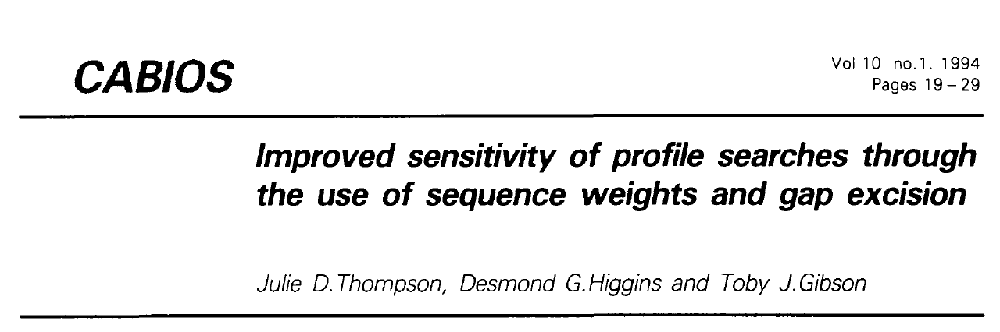 CABIOS
Vol 10 no.1. 1994
Pages 19–29
Improved sensitivity of profile searches through
the use of sequence weights and gap excision
Julie D.Thompson, Desmond G.Higgins and Toby J.Gibson